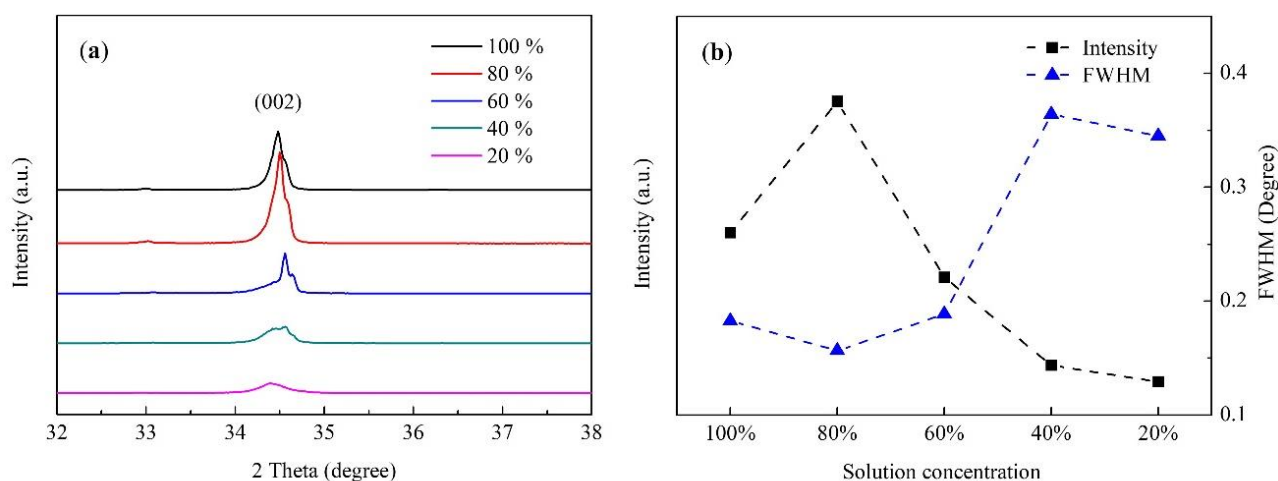 (a)
100 %
80 %
60 %
40 %
20 %
(002)
Intensity (a.u.)
32 33 34 35 36 37 38
2 Theta (degree)
(b)
Intensity
FWHM
Intensity (a.u.)
0.4
0.3
0.2
0.1
FWHM (Degree)
100% 80% 60% 40% 20%
Solution concentration